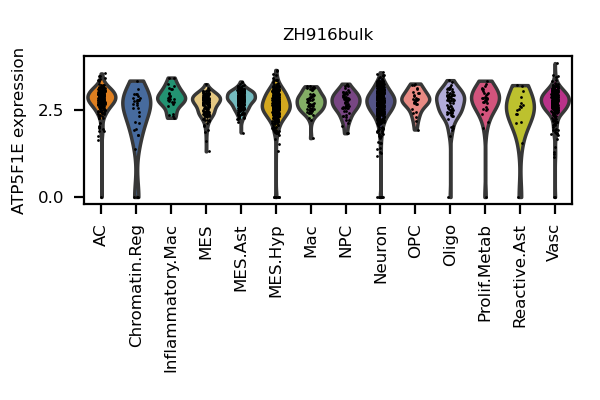 ZH916bulk
ATP5F1E expression
2.5
0.0
AC
Chromatin.Reg
Inflammatory.Mac
MES
MES.Ast
MES.Hyp
Mac
NPC
Neuron
OPC
Oligo
Prolif.Metab
Reactive.Ast
Vasc